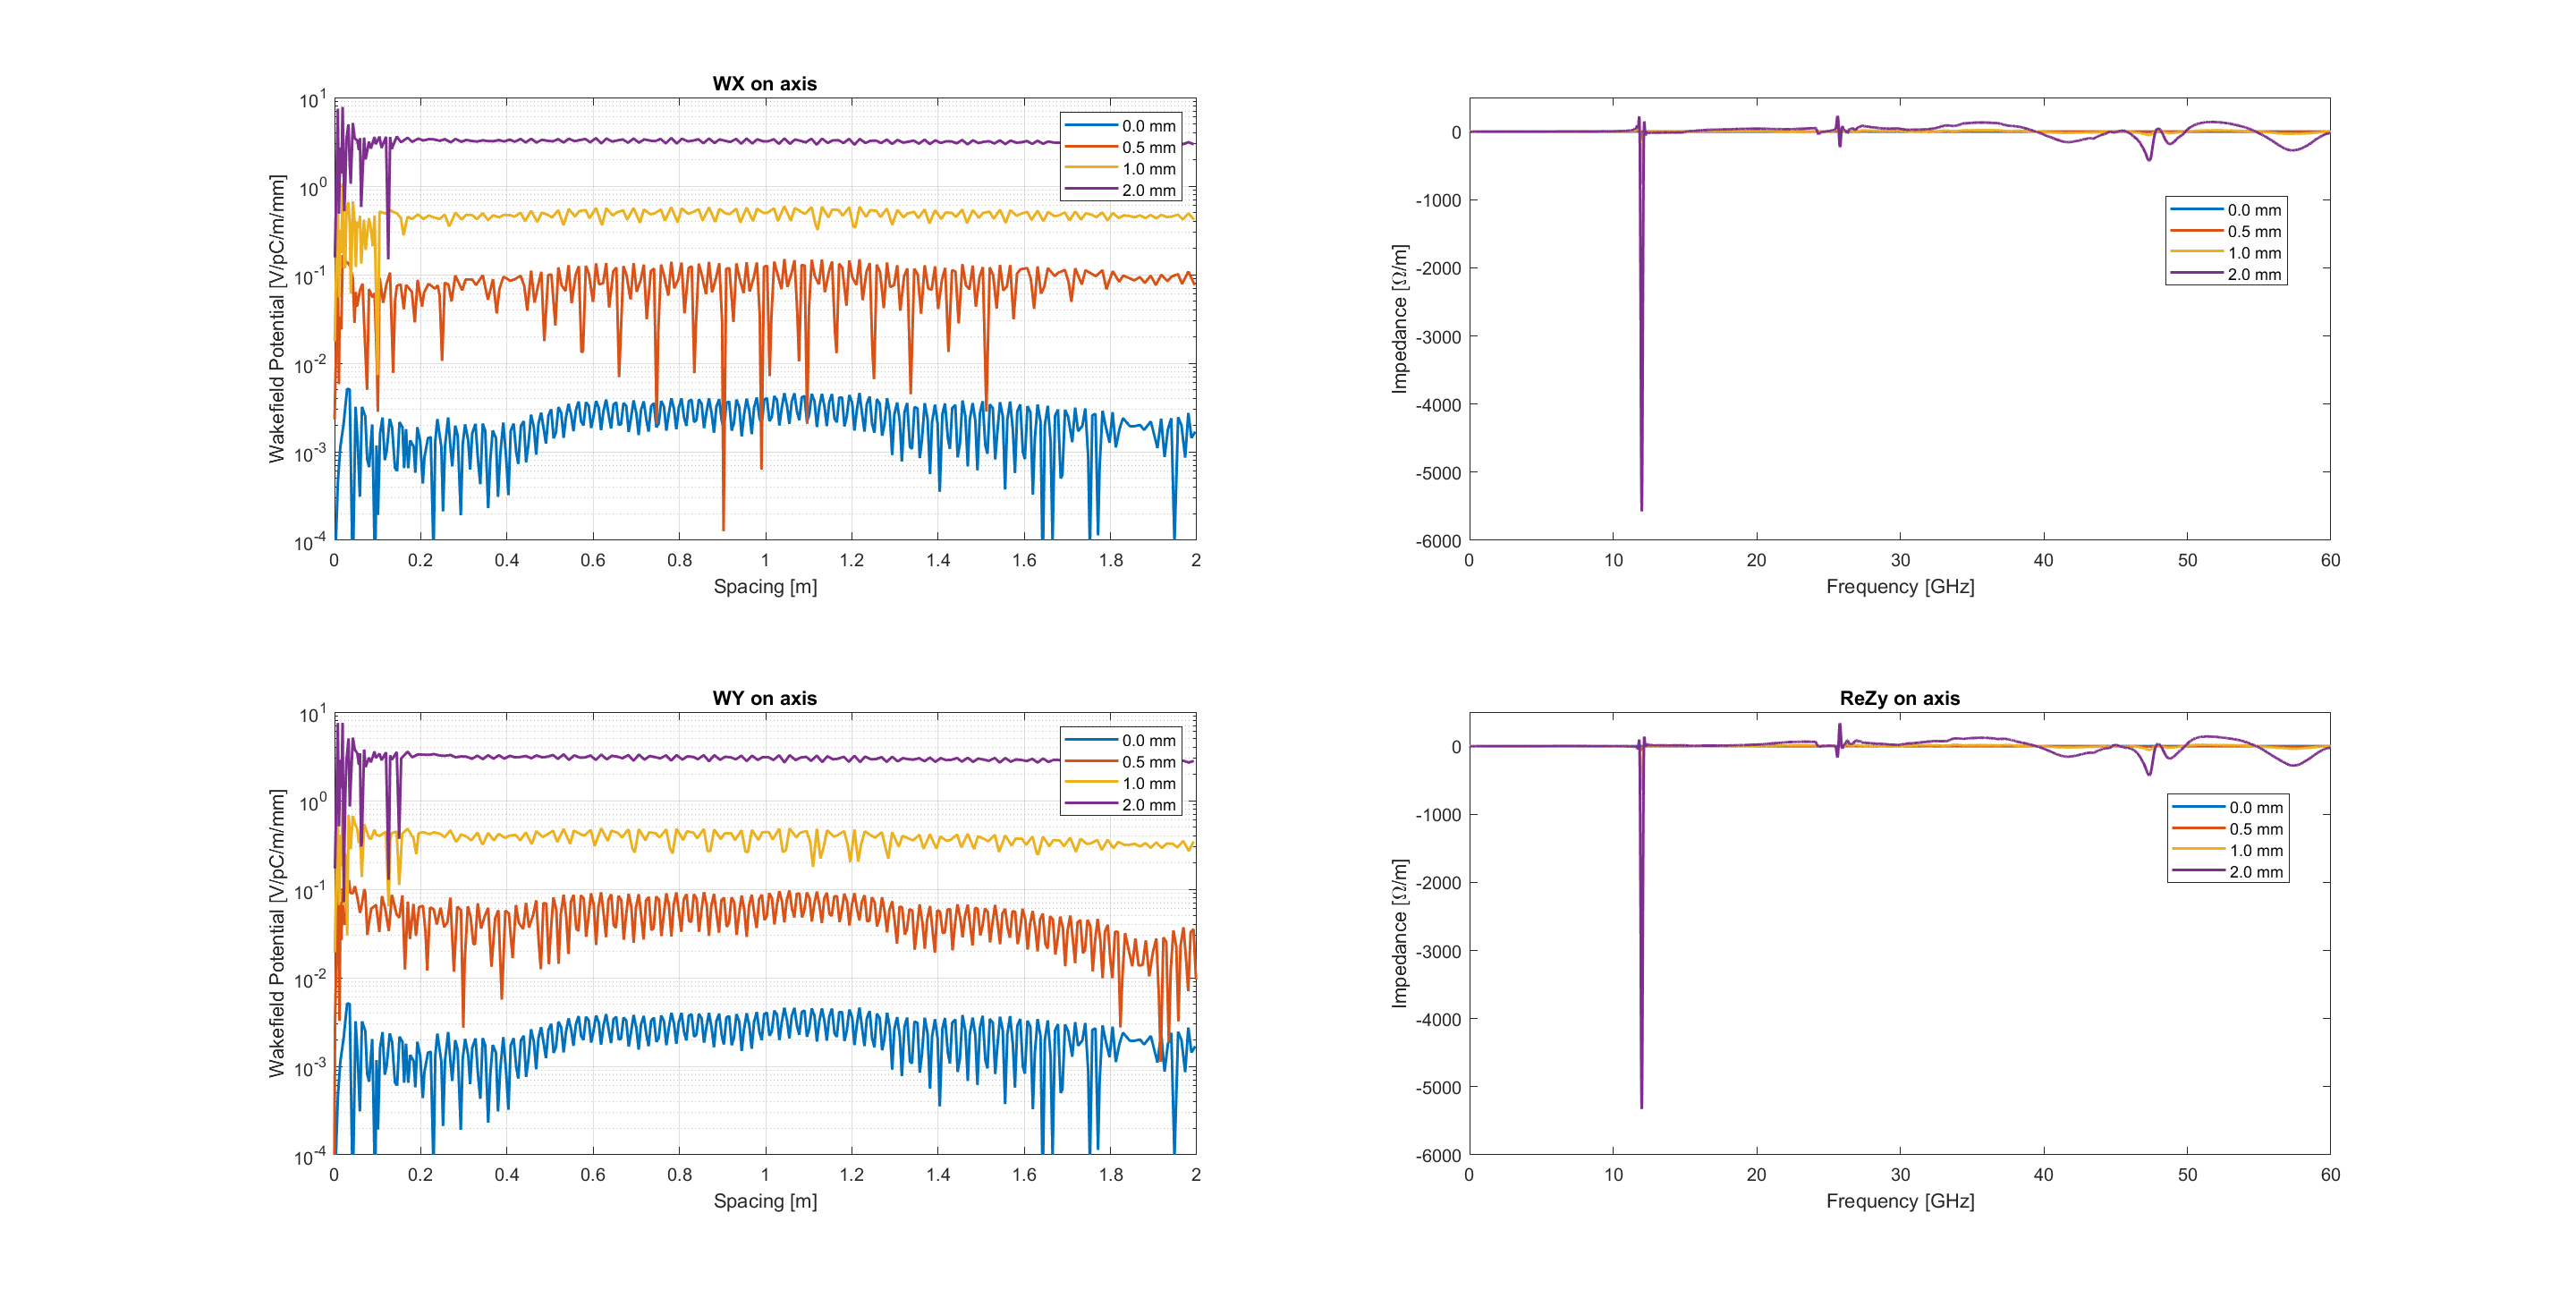 WX on axis
Wakefield Potential [V/pC/m/mm]
10^1
10^0
10^-1
10^-2
10^-3
10^-4
0 0.2 0.4 0.6 0.8 1 1.2 1.4 1.6 1.8 2
Spacing [m]
0.0 mm
0.5 mm
1.0 mm
2.0 mm
Impedance [Ω/m]
0
-1000
-2000
-3000
-4000
-5000
-6000
0 10 20 30 40 50 60
Frequency [GHz]
0.0 mm
0.5 mm
1.0 mm
2.0 mm
WY on axis
Wakefield Potential [V/pC/m/mm]
10^1
10^0
10^-1
10^-2
10^-3
10^-4
0 0.2 0.4 0.6 0.8 1 1.2 1.4 1.6 1.8 2
Spacing [m]
0.0 mm
0.5 mm
1.0 mm
2.0 mm
ReZy on axis
Impedance [Ω/m]
0
-1000
-2000
-3000
-4000
-5000
-6000
0 10 20 30 40 50 60
Frequency [GHz]
0.0 mm
0.5 mm
1.0 mm
2.0 mm